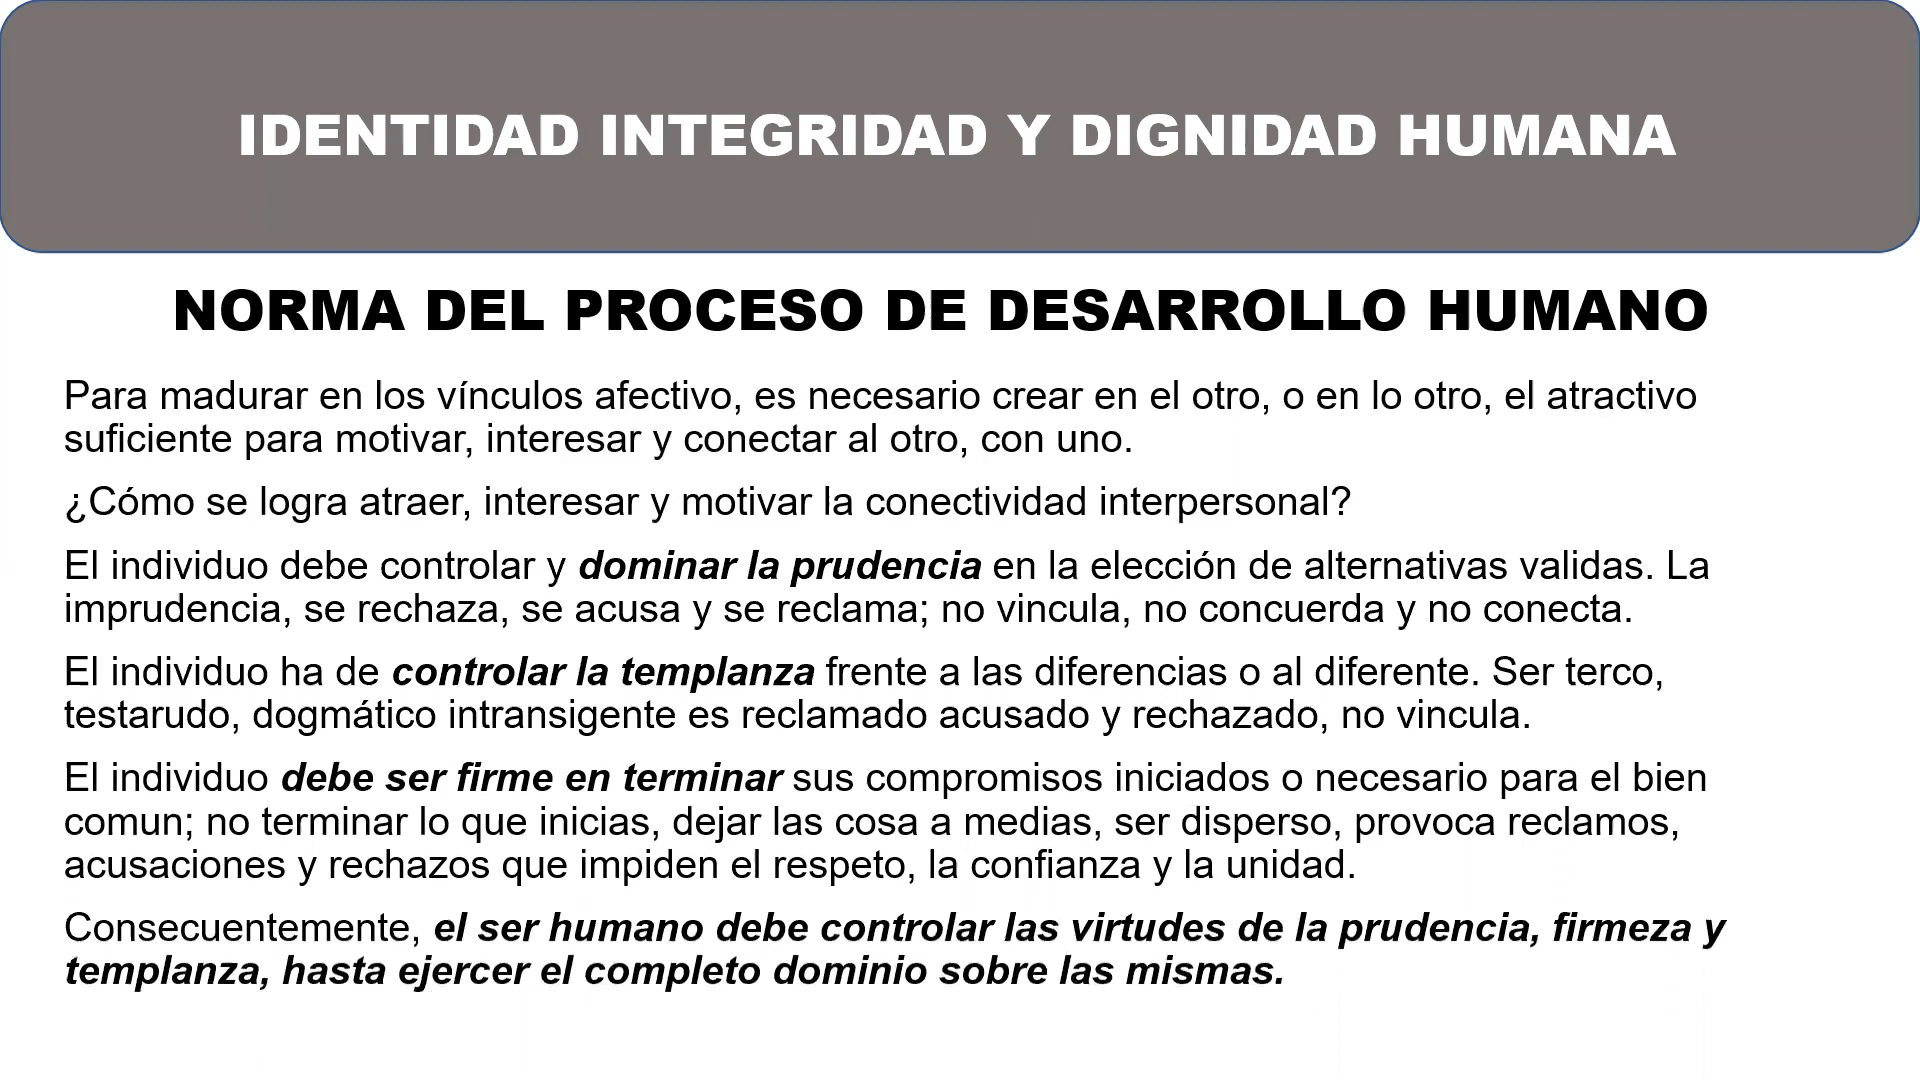 IDENTIDAD INTEGRIDAD Y DIGNIDAD HUMANA
NORMA DEL PROCESO DE DESARROLLO HUMANO
Para madurar en los vínculos afectivo, es necesario crear en el otro, o en lo otro, el atractivo
suficiente para motivar, interesar y conectar al otro, con uno.
¿Cómo se logra atraer, interesar y motivar la conectividad interpersonal?
El individuo debe controlar y dominar la prudencia en la elección de alternativas validas. La
imprudencia, se rechaza, se acusa y se reclama; no vincula, no concuerda y no conecta.
El individuo ha de controlar la templanza frente a las diferencias o al diferente. Ser terco,
testarudo, dogmático intransigente es reclamado acusado y rechazado, no vincula.
El individuo debe ser firme en terminar sus compromisos iniciados o necesario para el bien
comun; no terminar lo que inicias, dejar las cosa a medias, ser disperso, provoca reclamos,
acusaciones y rechazos que impiden el respeto, la confianza y la unidad.
Consecuentemente, el ser humano debe controlar las virtudes de la prudencia, firmeza y
templanza, hasta ejercer el completo dominio sobre las mismas.